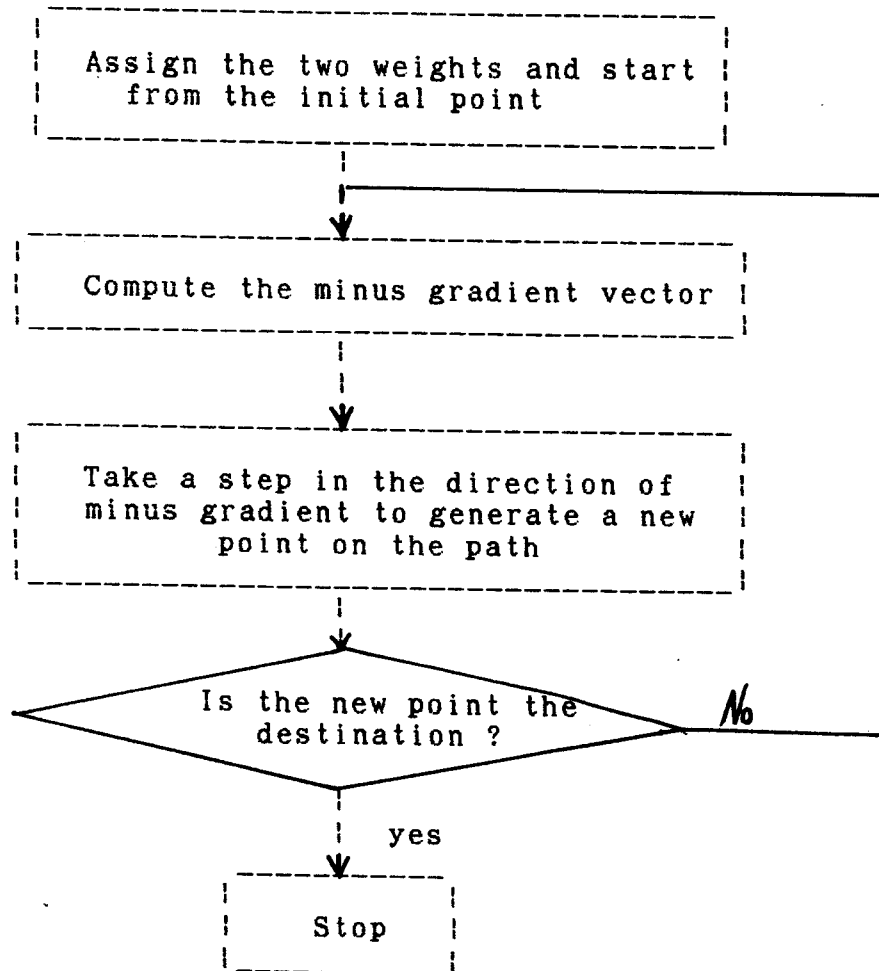 Assign the two weights and start
from the initial point
Compute the minus gradient vector
Take a step in the direction of
minus gradient to generate a new
point on the path
Is the new point the
destination ?
No
yes
Stop